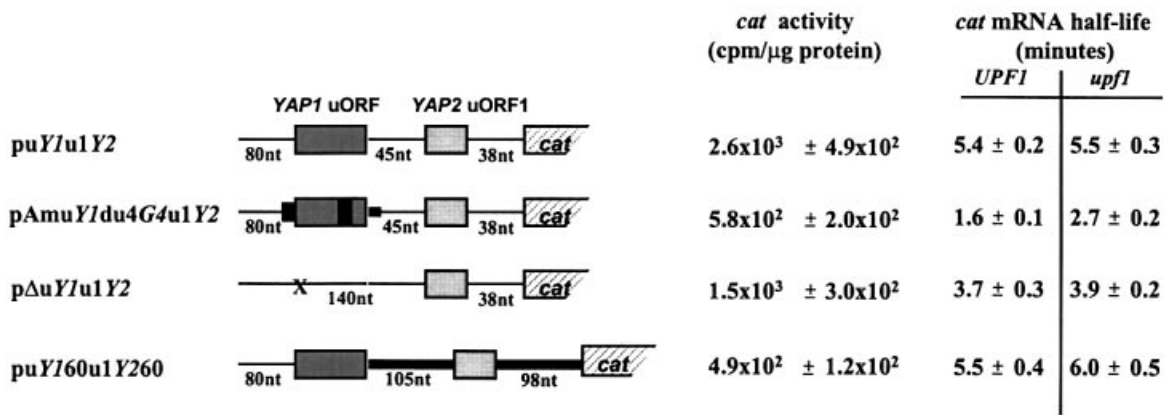 cat activity
(cpm/μg protein)
cat mRNA half-life
(minutes)
UPF1 upf1
YAP1 uORF YAP2 uORF1
puY1u1Y2 80nt 45nt 38nt cat 2.6x10³ ± 4.9x10² 5.4 ± 0.2 5.5 ± 0.3
pAmuY1du4G4u1Y2 80nt 45nt 38nt cat 5.8x10² ± 2.0x10² 1.6 ± 0.1 2.7 ± 0.2
pΔuY1u1Y2 X 140nt 38nt cat 1.5x10³ ± 3.0x10² 3.7 ± 0.3 3.9 ± 0.2
puY160u1Y260 80nt 105nt 98nt cat 4.9x10² ± 1.2x10² 5.5 ± 0.4 6.0 ± 0.5